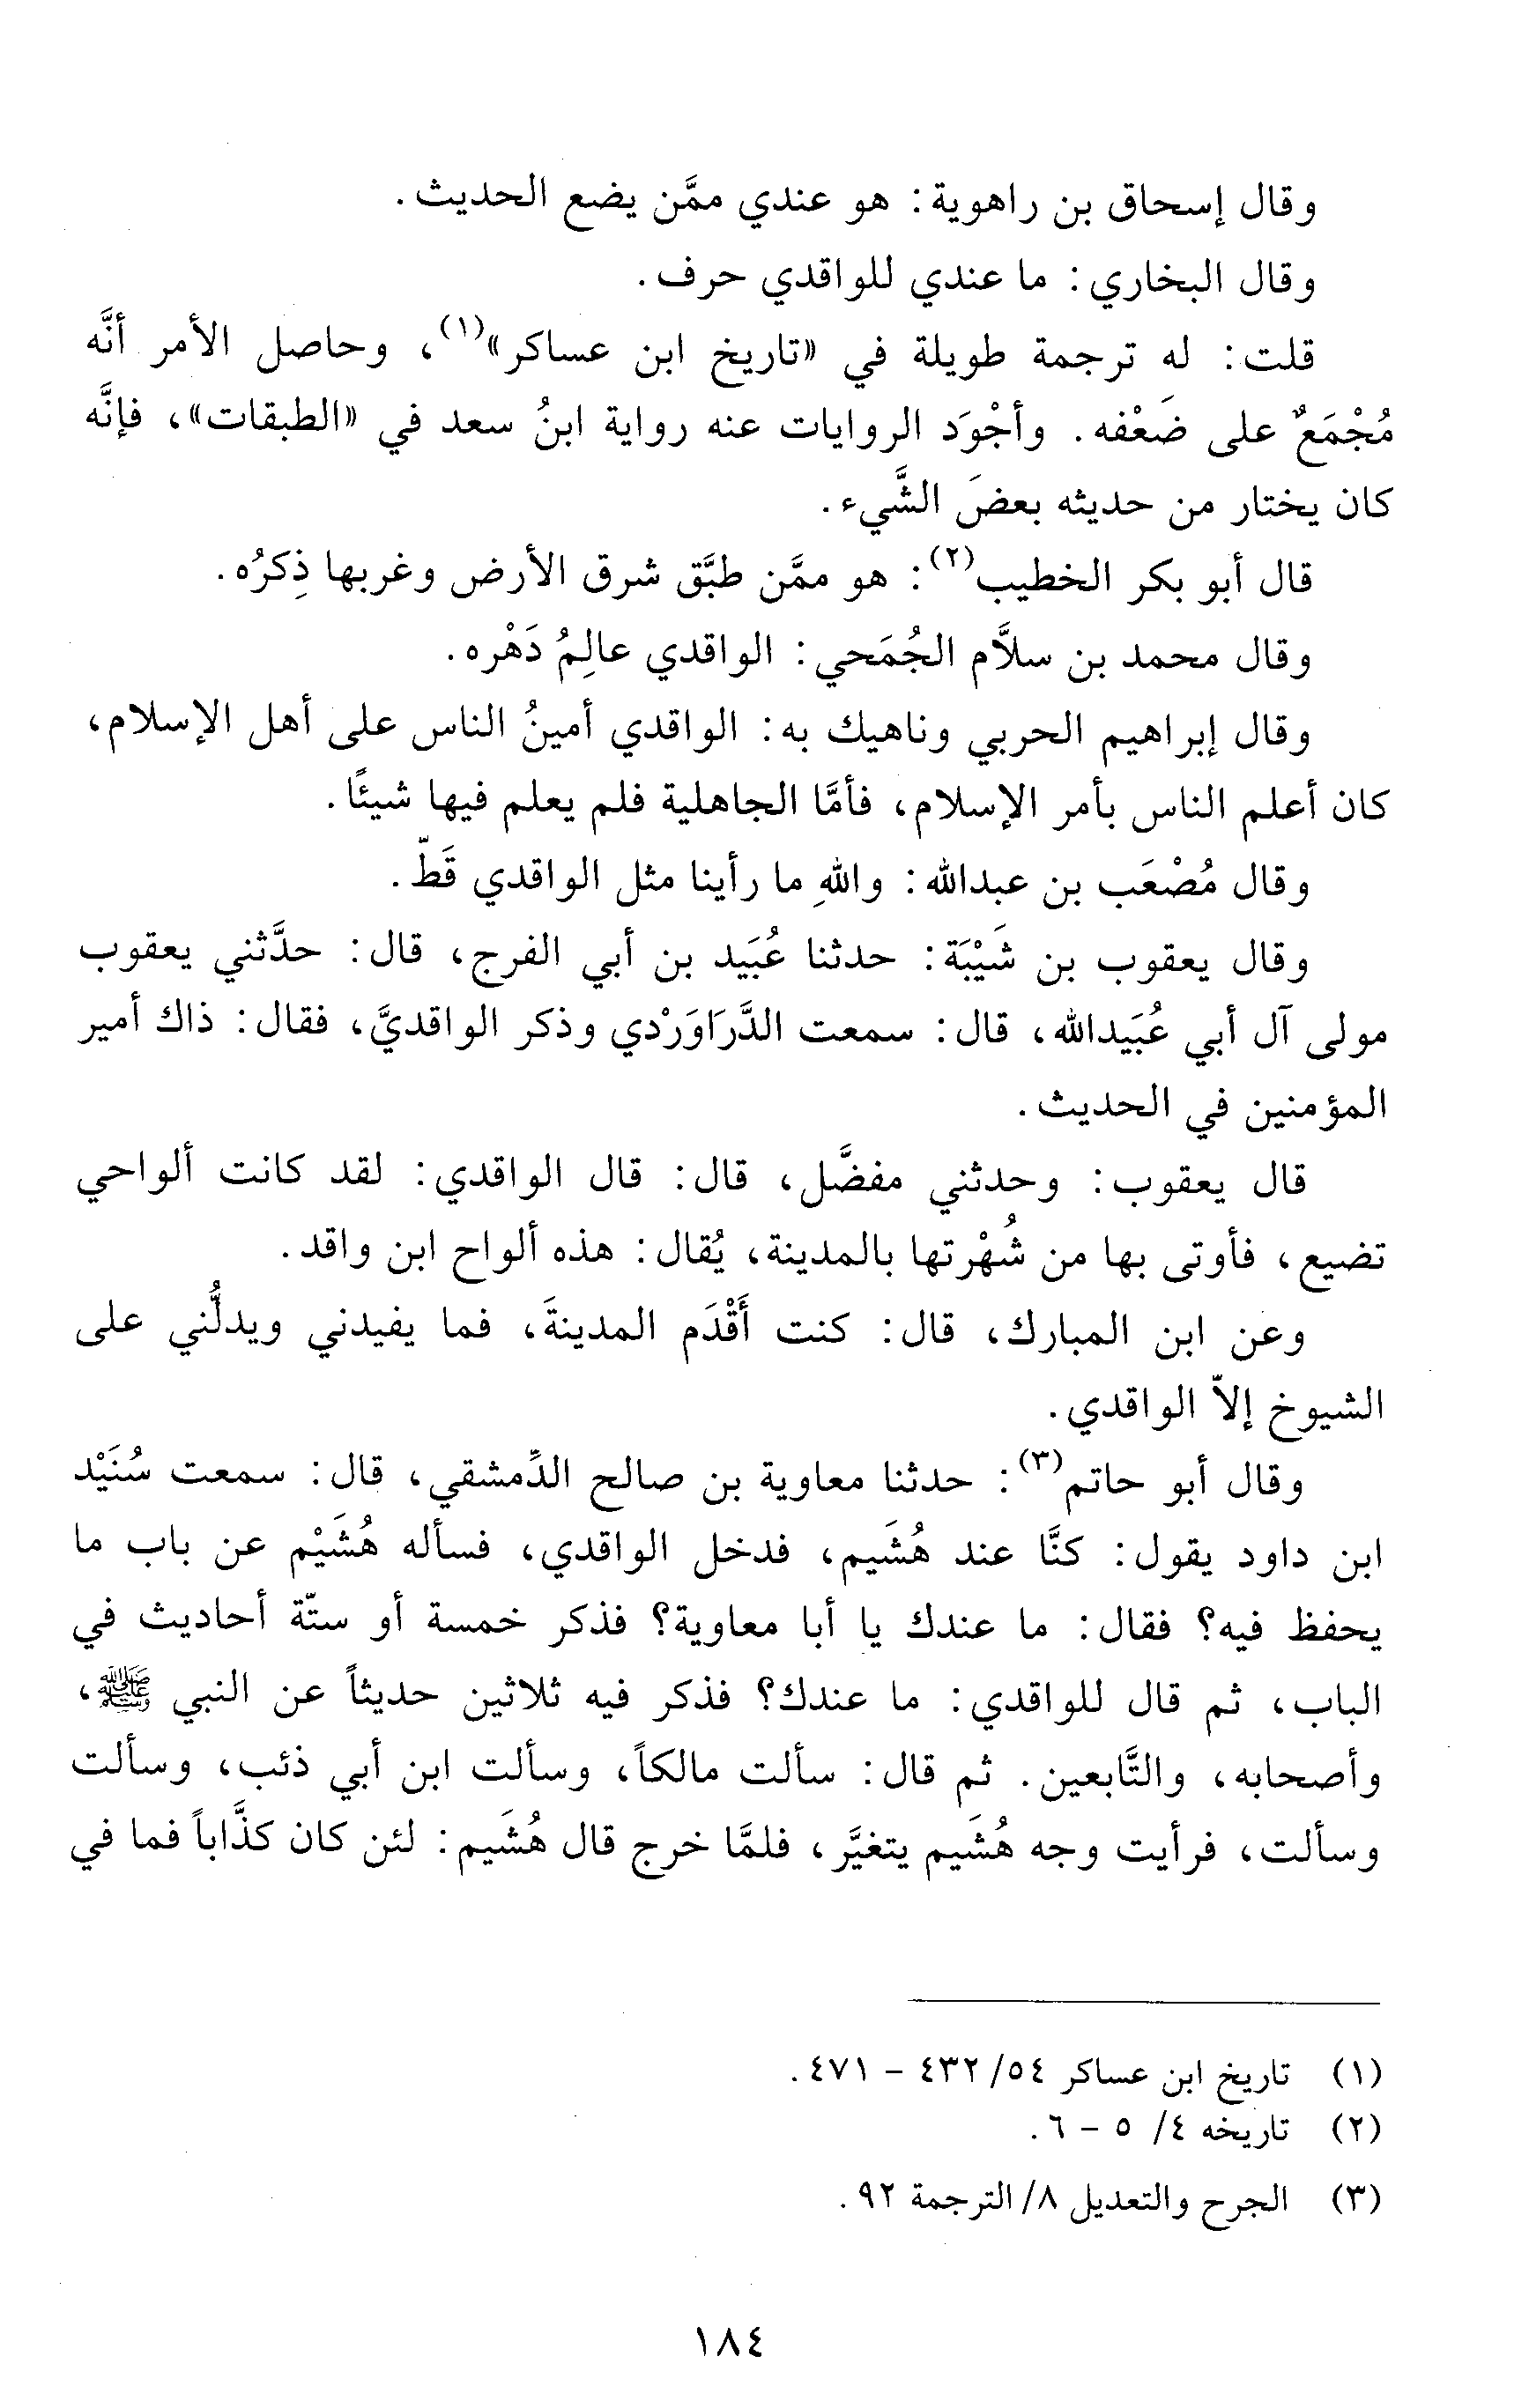 وقال إسحاق بن راهوية: هو عندي ممَّن يضع الحديث.
وقال البخاري: ما عندي للواقدي حرف.
قلت: له ترجمة طويلة في «تاريخ ابن عساكر»(١)، وحاصل الأمر أنَّه
مُجْمَعٌ على ضَعْفه. وأجْوَد الروايات عنه رواية ابنُ سعد في «الطبقات»، فإنَّه
كان يختار من حديثه بعضَ الشَّيء.
قال أبو بكر الخطيب(٢): هو ممَّن طبَّق شرق الأرض وغربها ذِكرُه.
وقال محمد بن سلاَّم الجُمَحي: الواقدي عالِمُ دَهْره.
وقال إبراهيم الحربي وناهيك به: الواقدي أمينُ الناس على أهل الإسلام،
كان أعلم الناس بأمر الإسلام، فأمَّا الجاهلية فلم يعلم فيها شيئًا.
وقال مُصْعَب بن عبدالله: واللهِ ما رأينا مثل الواقدي قَطّ.
وقال يعقوب بن شَيْبَة: حدثنا عُبَيد بن أبي الفرج، قال: حدَّثني يعقوب
مولى آل أبي عُبَيدالله، قال: سمعت الدَّرَاوَرْدي وذكر الواقديَّ، فقال: ذاك أمير
المؤمنين في الحديث.
قال يعقوب: وحدثني مفضَّل، قال: قال الواقدي: لقد كانت ألواحي
تضيع، فأوتى بها من شُهْرتها بالمدينة، يُقال: هذه ألواح ابن واقد.
وعن ابن المبارك، قال: كنت أَقْدَم المدينةَ، فما يفيدني ويدلُّني على
الشيوخ إلاّ الواقدي.
وقال أبو حاتم(٣): حدثنا معاوية بن صالح الدِّمشقي، قال: سمعت سُنَيْد
ابن داود يقول: كنَّا عند هُشَيم، فدخل الواقدي، فسأله هُشَيْم عن باب ما
يحفظ فيه؟ فقال: ما عندك يا أبا معاوية؟ فذكر خمسة أو ستّة أحاديث في
الباب، ثم قال للواقدي: ما عندك؟ فذكر فيه ثلاثين حديثاً عن النبي ﷺ،
وأصحابه، والتَّابعين. ثم قال: سألت مالكاً، وسألت ابن أبي ذئب، وسألت
وسألت، فرأيت وجه هُشَيم يتغيَّر، فلمَّا خرج قال هُشَيم: لئن كان كذَّاباً فما في
(١) تاريخ ابن عساكر ٥٤/ ٤٣٢ - ٤٧١.
(٢) تاريخه ٤/ ٥ - ٦.
(٣) الجرح والتعديل ٨/ الترجمة ٩٢.
١٨٤